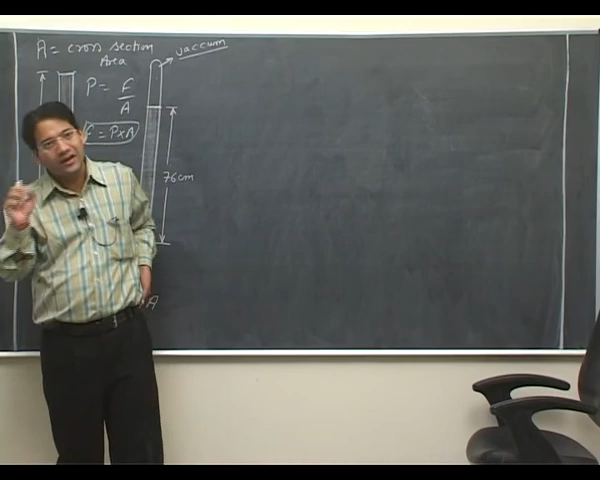 A = cross section
Area
vaccum
P = F
A
F = P×A
76cm
A